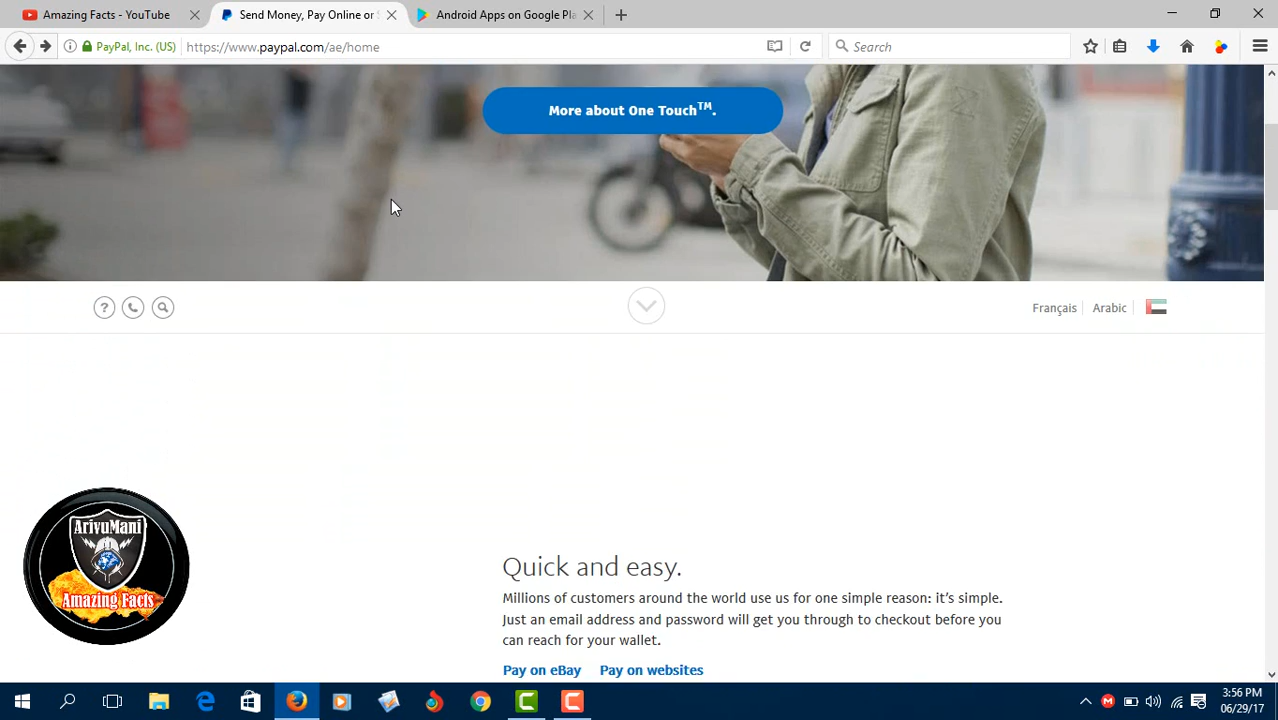 Amazing Facts - YouTube
Send Money, Pay Online or
Android Apps on Google Pla
PayPal, Inc. (US)
https://www.paypal.com/ae/home
Search
More about One Touch™.
Français
Arabic
Quick and easy.
Millions of customers around the world use us for one simple reason: it's simple.
Just an email address and password will get you through to checkout before you
can reach for your wallet.
Pay on eBay
Pay on websites
ArivuMani
Amazing Facts
3:56 PM
06/29/17